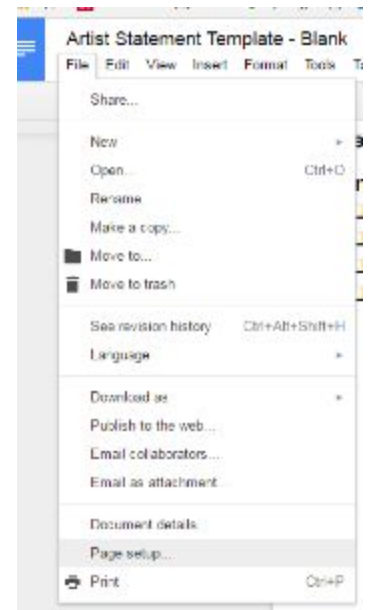 Artist Statement Template - Blank
File Edit View Insert Format Tools
Share...
New
Open... Ctrl+O
Rename
Make a copy...
Move to...
Move to trash
See revision history Ctrl+Alt+Shift+H
Language
Download as
Publish to the web...
Email collaborators...
Email as attachment...
Document details...
Page setup...
Print Ctrl+P